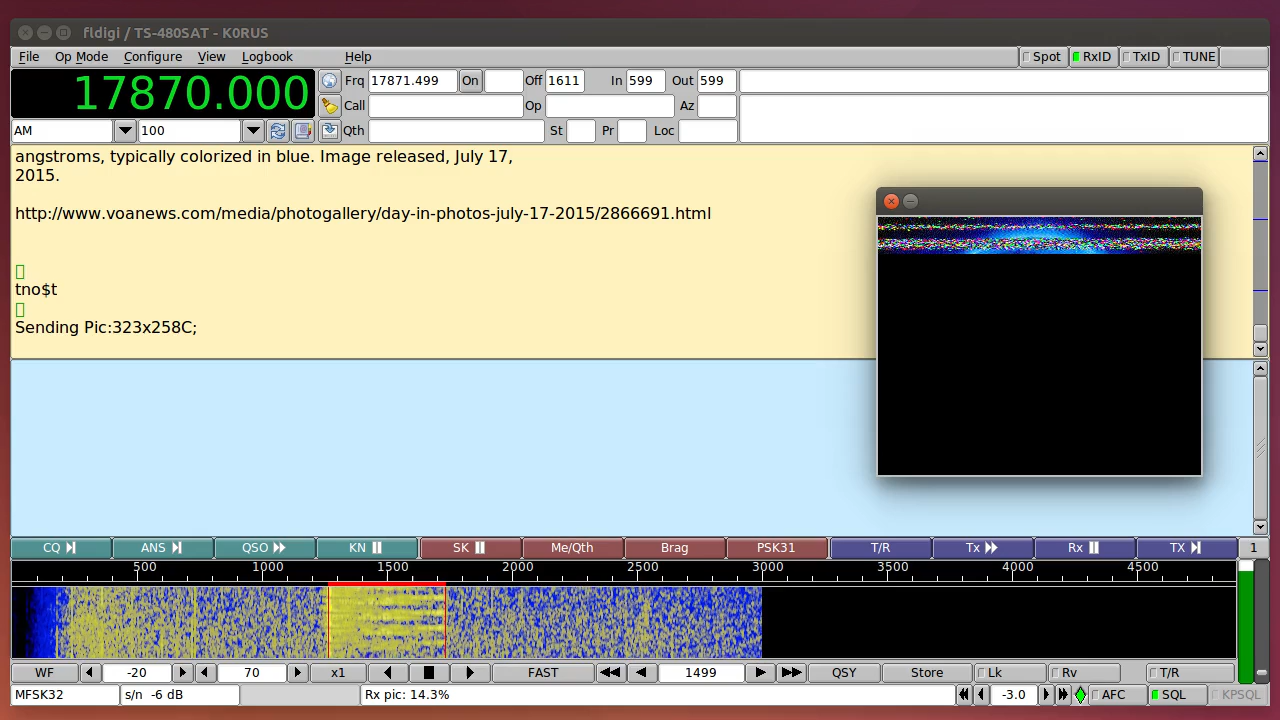 fldigi / TS-480SAT - K0RUS
File Op Mode Configure View Logbook Help Spot RxID TxID TUNE
17870.000
Frq 17871.499 On Off 1611 In 599 Out 599
Call Op Az
AM 100 Qth St Pr Loc
angstroms, typically colorized in blue. Image released, July 17,
2015.
http://www.voanews.com/media/photogallery/day-in-photos-july-17-2015/2866691.html
tno$t
Sending Pic:323x258C;
CQ ANS QSO KN SK Me/Qth Brag PSK31 T/R Tx Rx TX 1
500 1000 1500 2000 2500 3000 3500 4000 4500
WF -20 70 x1 FAST 1499 QSY Store Lk Rv T/R
MFSK32 s/n -6 dB Rx pic: 14.3% -3.0 AFC SQL KPSQL